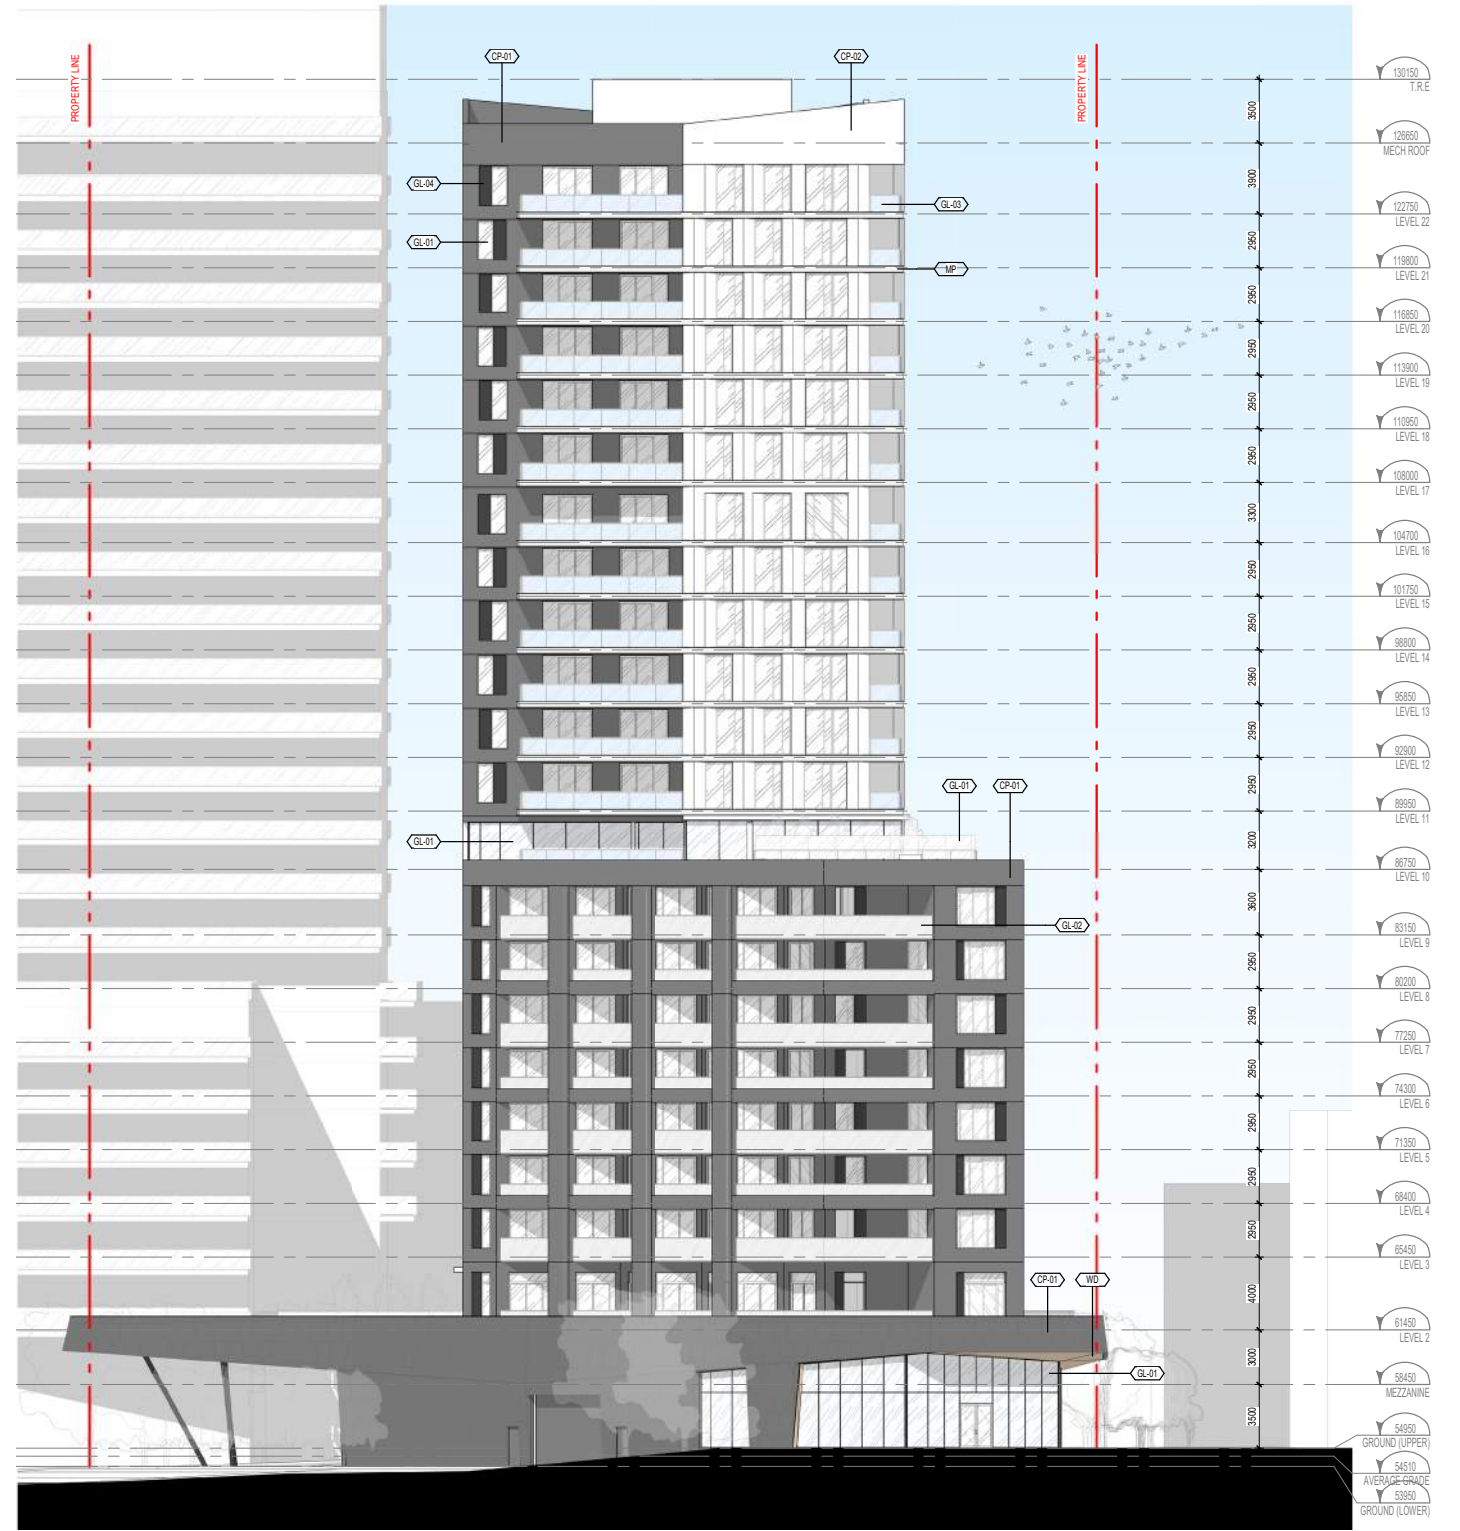 PROPERTY LINE
PROPERTY LINE
CP-01
CP-02
GL-04
GL-03
GL-01
MP
GL-01
CP-01
GL-01
GL-02
CP-01
WD
GL-01
3500
3900
2950
2950
2950
2950
2950
2950
3300
2950
2950
2950
2950
2950
3200
3600
2950
2950
2950
2950
2950
2950
4000
3000
3500
130150
T.R.E
126650
MECH ROOF
122750
LEVEL 22
119800
LEVEL 21
116850
LEVEL 20
113900
LEVEL 19
110950
LEVEL 18
108000
LEVEL 17
104700
LEVEL 16
101750
LEVEL 15
98800
LEVEL 14
95850
LEVEL 13
92900
LEVEL 12
89950
LEVEL 11
86750
LEVEL 10
83150
LEVEL 9
80200
LEVEL 8
77250
LEVEL 7
74300
LEVEL 6
71350
LEVEL 5
68400
LEVEL 4
65450
LEVEL 3
61450
LEVEL 2
58450
MEZZANINE
54950
GROUND (UPPER)
54510
AVERAGE GRADE
53950
GROUND (LOWER)